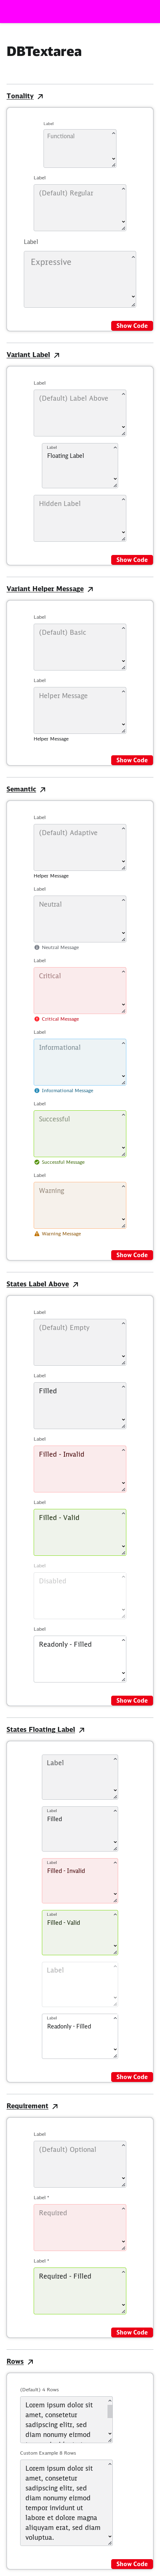 DBTextarea
Tonality
Label
Functional
Label
(Default) Regular
Label
Expressive
Show Code
Variant Label
Label
(Default) Label Above
Label
Floating Label
Hidden Label
Show Code
Variant Helper Message
Label
(Default) Basic
Label
Helper Message
Helper Message
Show Code
Semantic
Label
(Default) Adaptive
Helper Message
Label
Neutral
Neutral Message
Label
Critical
Critical Message
Label
Informational
Informational Message
Label
Successful
Successful Message
Label
Warning
Warning Message
Show Code
States Label Above
Label
(Default) Empty
Label
Filled
Label
Filled - Invalid
Label
Filled - Valid
Label
Disabled
Label
Readonly - Filled
Show Code
States Floating Label
Label
Label
Filled
Label
Filled - Invalid
Label
Filled - Valid
Label
Label
Readonly - Filled
Show Code
Requirement
Label
(Default) Optional
Label *
Required
Label *
Required - Filled
Show Code
Rows
(Default) 4 Rows
Lorem ipsum dolor sit
amet, consetetur
sadipscing elitr, sed
diam nonumy eirmod
Custom Example 8 Rows
Lorem ipsum dolor sit
amet, consetetur
sadipscing elitr, sed
diam nonumy eirmod
tempor invidunt ut
labore et dolore magna
aliquyam erat, sed diam
voluptua.
Show Code